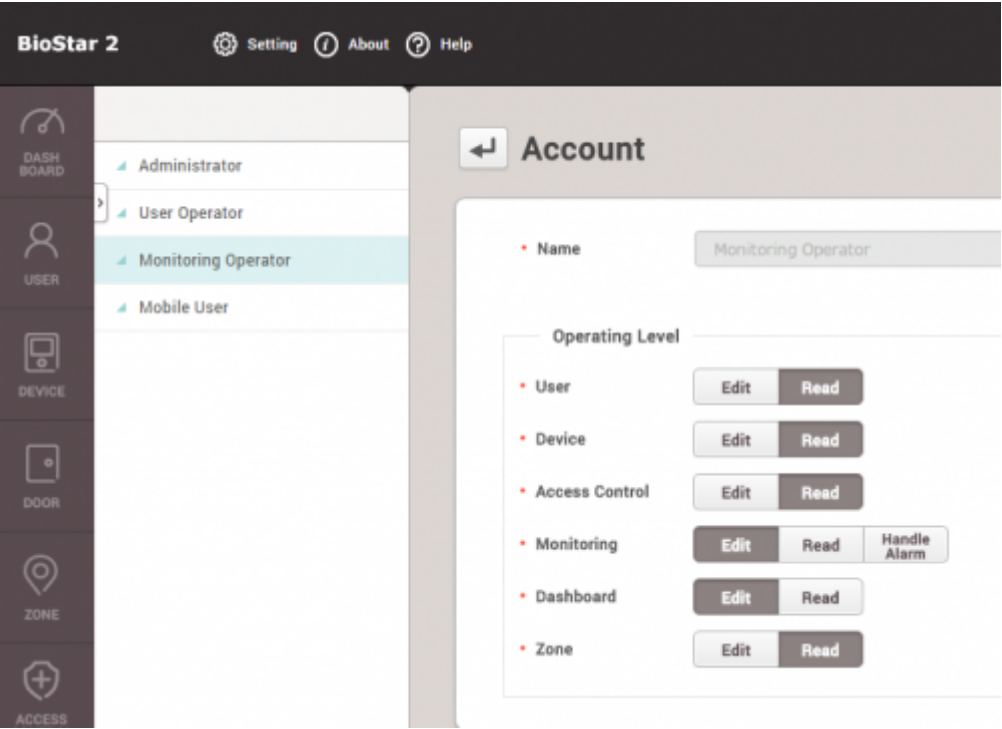 BioStar 2
Setting
About
Help
DASH
BOARD
USER
DEVICE
DOOR
ZONE
ACCESS
Administrator
User Operator
Monitoring Operator
Mobile User
Account
Name
Monitoring Operator
Operating Level
User
Edit
Read
Device
Edit
Read
Access Control
Edit
Read
Monitoring
Edit
Read
Handle
Alarm
Dashboard
Edit
Read
Zone
Edit
Read